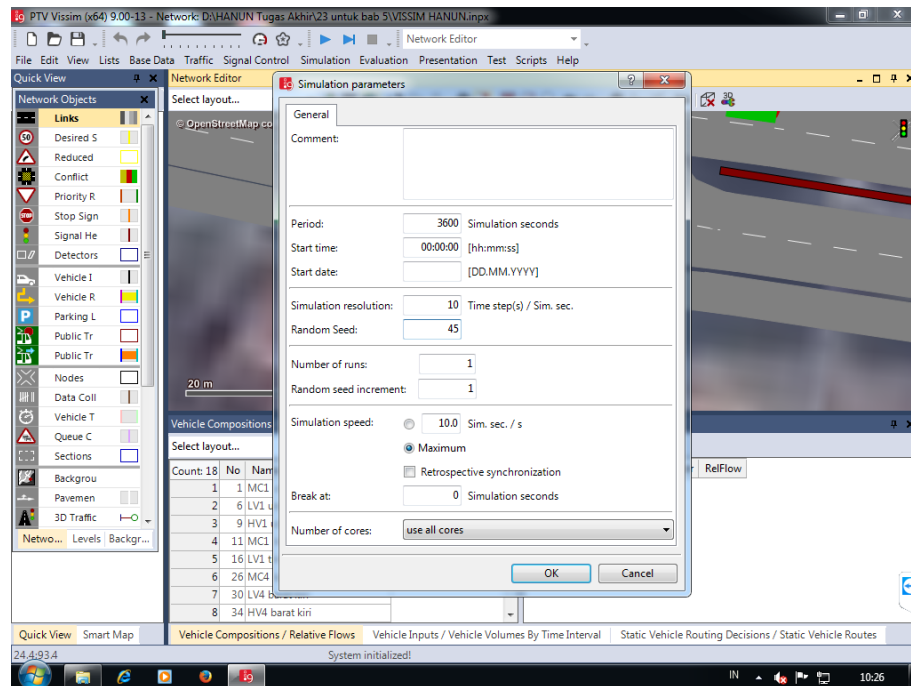 PTV Vissim (x64) 9.00-13 - Network: D:\HANUN Tugas Akhir\23 untuk bab 5\VISSIM HANUN.inpx
Network Editor
File Edit View Lists Base Data Traffic Signal Control Simulation Evaluation Presentation Test Scripts Help
Quick View
Network Editor
Network Objects
Select layout...
© OpenStreetMap co
Links
Desired S
Reduced
Conflict
Priority R
Stop Sign
Signal He
Detectors
Vehicle I
Vehicle R
Parking L
Public Tr
Public Tr
Nodes
Data Coll
Vehicle T
Queue C
Sections
Backgrou
Pavemen
3D Traffic
Netwo... Levels Backgr...
20 m
Simulation parameters
General
Comment:
Period: 3600 Simulation seconds
Start time: 00:00:00 [hh:mm:ss]
Start date: [DD.MM.YYYY]
Simulation resolution: 10 Time step(s) / Sim. sec.
Random Seed: 45
Number of runs: 1
Random seed increment: 1
Simulation speed: 10.0 Sim. sec. / s
Maximum
Retrospective synchronization
Break at: 0 Simulation seconds
Number of cores: use all cores
OK Cancel
Vehicle Compositions
Select layout...
Count: 18 No Nam
RelFlow
1 1 MC1
2 6 LV1 u
3 9 HV1
4 11 MC1
5 16 LV1 t
6 26 MC4
7 30 LV4 barat kiri
8 34 HV4 barat kiri
Quick View Smart Map
Vehicle Compositions / Relative Flows Vehicle Inputs / Vehicle Volumes By Time Interval Static Vehicle Routing Decisions / Static Vehicle Routes
24.4:93.4 System initialized!
IN 10:26